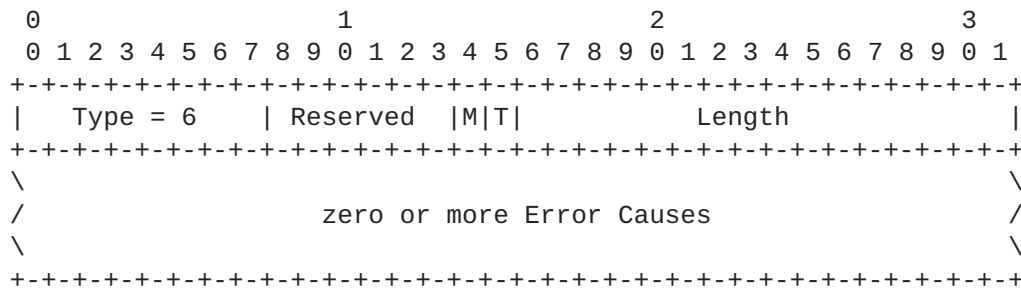 0                   1                   2                   3
 0 1 2 3 4 5 6 7 8 9 0 1 2 3 4 5 6 7 8 9 0 1 2 3 4 5 6 7 8 9 0 1
+-+-+-+-+-+-+-+-+-+-+-+-+-+-+-+-+-+-+-+-+-+-+-+-+-+-+-+-+-+-+-+-+
|   Type = 6    | Reserved  |M|T|           Length              |
+-+-+-+-+-+-+-+-+-+-+-+-+-+-+-+-+-+-+-+-+-+-+-+-+-+-+-+-+-+-+-+-+
\                                                               \
/                   zero or more Error Causes                   /
\                                                               \
+-+-+-+-+-+-+-+-+-+-+-+-+-+-+-+-+-+-+-+-+-+-+-+-+-+-+-+-+-+-+-+-+